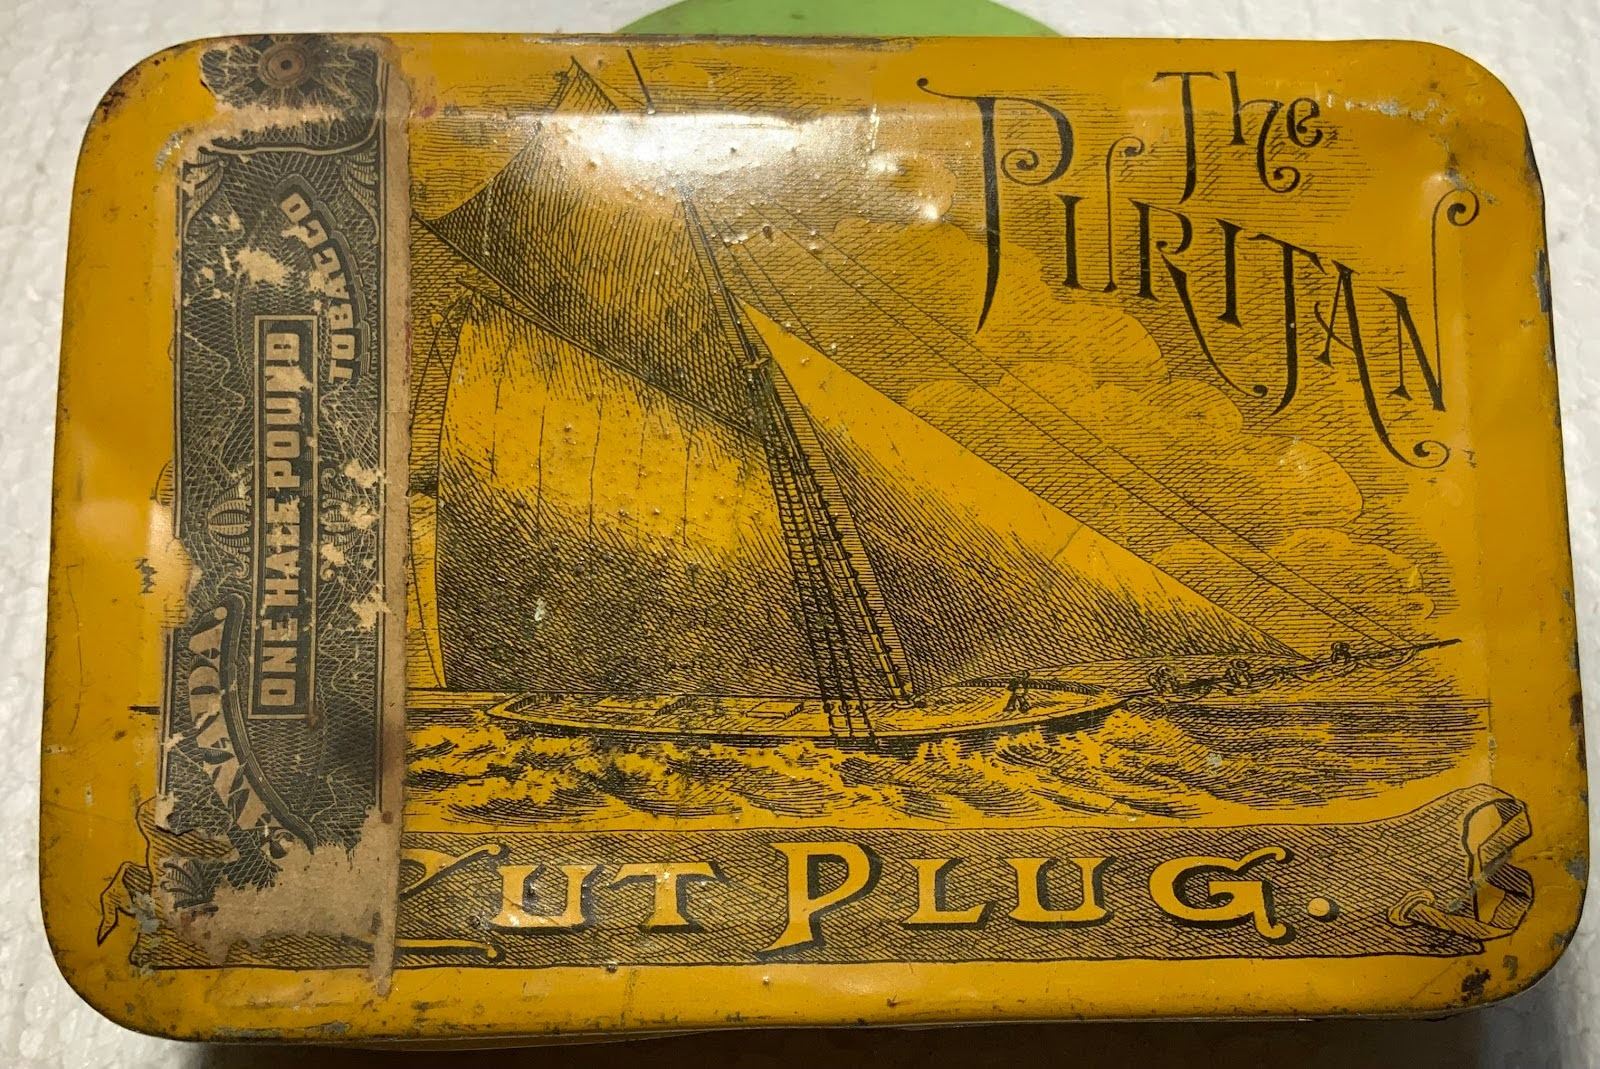 The
PURITAN
CUT PLUG.
TOBACCO
ONE HALF POUND
NADA.